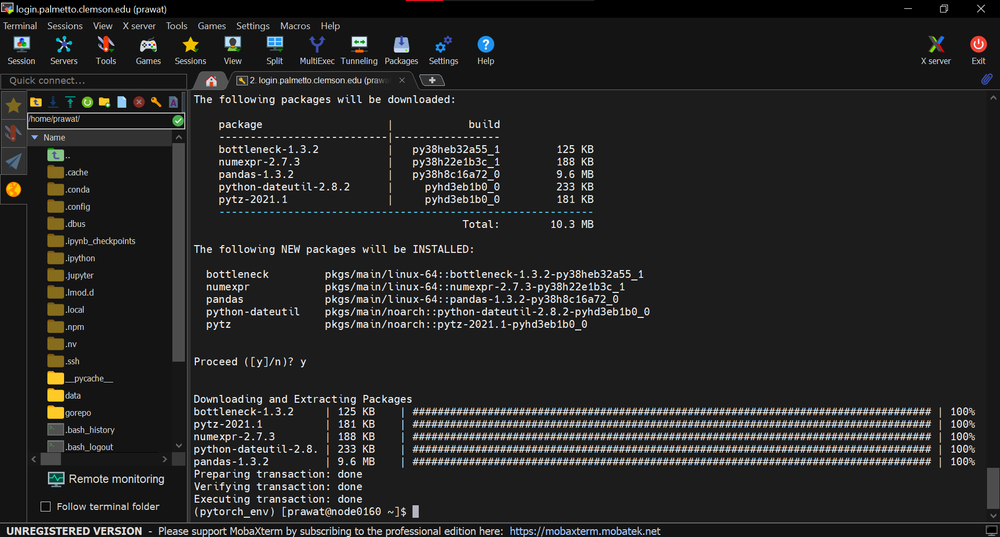 login.palmetto.clemson.edu (prawat)
Terminal Sessions View X server Tools Games Settings Macros Help
Session Servers Tools Games Sessions View Split MultiExec Tunneling Packages Settings Help X server Exit
Quick connect...
2. login.palmetto.clemson.edu (prawa
/home/prawat/
Name
..
.cache
.conda
.config
.dbus
.ipynb_checkpoints
.ipython
.jupyter
.lmod.d
.local
.npm
.nv
.ssh
__pycache__
data
gorepo
.bash_history
.bash_logout
Remote monitoring
Follow terminal folder
The following packages will be downloaded:
package | build
---------------------------|-----------------
bottleneck-1.3.2 | py38heb32a55_1 125 KB
numexpr-2.7.3 | py38h22e1b3c_1 188 KB
pandas-1.3.2 | py38h8c16a72_0 9.6 MB
python-dateutil-2.8.2 | pyhd3eb1b0_0 233 KB
pytz-2021.1 | pyhd3eb1b0_0 181 KB
------------------------------------------------------------
Total: 10.3 MB
The following NEW packages will be INSTALLED:
bottleneck pkgs/main/linux-64::bottleneck-1.3.2-py38heb32a55_1
numexpr pkgs/main/linux-64::numexpr-2.7.3-py38h22e1b3c_1
pandas pkgs/main/linux-64::pandas-1.3.2-py38h8c16a72_0
python-dateutil pkgs/main/noarch::python-dateutil-2.8.2-pyhd3eb1b0_0
pytz pkgs/main/noarch::pytz-2021.1-pyhd3eb1b0_0
Proceed ([y]/n)? y
Downloading and Extracting Packages
bottleneck-1.3.2 | 125 KB | ################################################################################### | 100%
pytz-2021.1 | 181 KB | ################################################################################### | 100%
numexpr-2.7.3 | 188 KB | ################################################################################### | 100%
python-dateutil-2.8. | 233 KB | ################################################################################### | 100%
pandas-1.3.2 | 9.6 MB | ################################################################################### | 100%
Preparing transaction: done
Verifying transaction: done
Executing transaction: done
(pytorch_env) [prawat@node0160 ~]$
UNREGISTERED VERSION - Please support MobaXterm by subscribing to the professional edition here: https://mobaxterm.mobatek.net